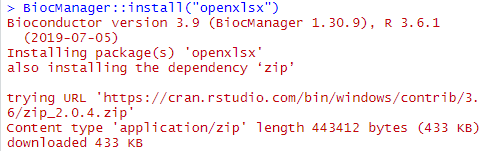 > BiocManager::install("openxlsx")
Bioconductor version 3.9 (BiocManager 1.30.9), R 3.6.1
(2019-07-05)
Installing package(s) 'openxlsx'
also installing the dependency ‘zip’
trying URL 'https://cran.rstudio.com/bin/windows/contrib/3.
6/zip_2.0.4.zip'
Content type 'application/zip' length 443412 bytes (433 KB)
downloaded 433 KB